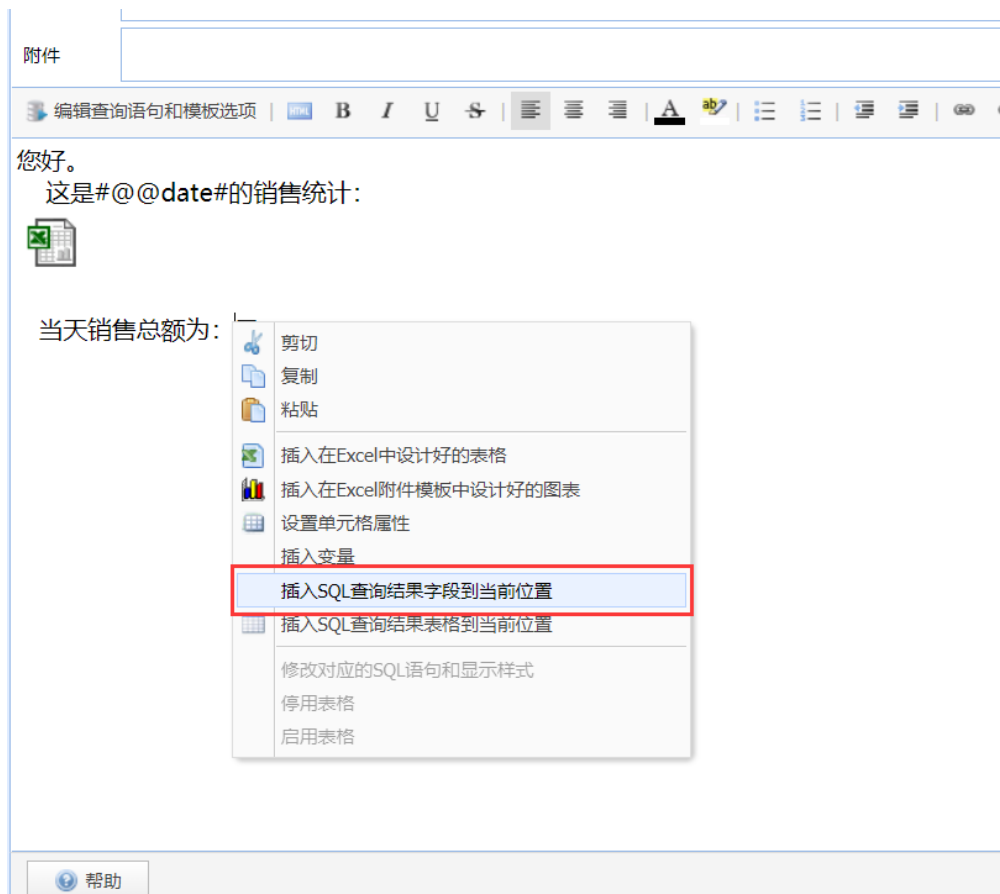 附件
编辑查询语句和模板选项 HTML B I U S A ab
您好。
这是#@@date#的销售统计：
当天销售总额为：
剪切
复制
粘贴
插入在Excel中设计好的表格
插入在Excel附件模板中设计好的图表
设置单元格属性
插入变量
插入SQL查询结果字段到当前位置
插入SQL查询结果表格到当前位置
修改对应的SQL语句和显示样式
停用表格
启用表格
帮助